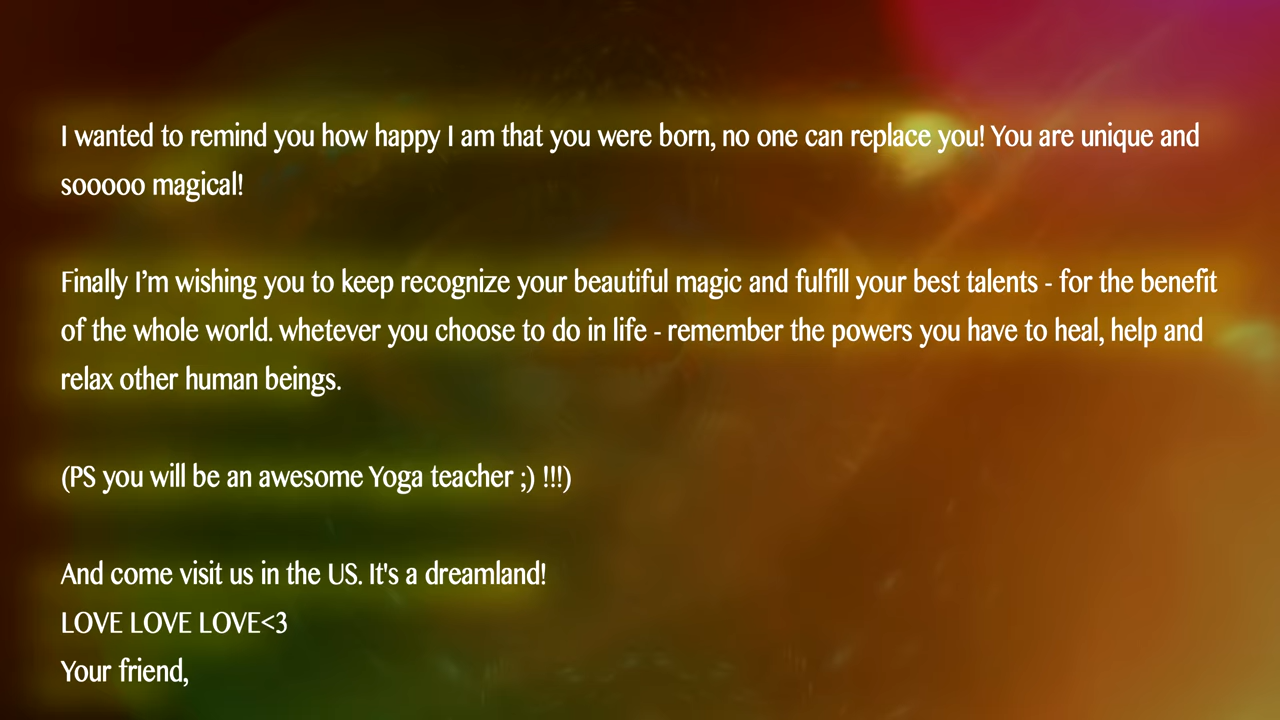 I wanted to remind you how happy I am that you were born, no one can replace you! You are unique and
sooooo magical!
Finally I’m wishing you to keep recognize your beautiful magic and fulfill your best talents - for the benefit
of the whole world. whetever you choose to do in life - remember the powers you have to heal, help and
relax other human beings.
(PS you will be an awesome Yoga teacher ;) !!!)
And come visit us in the US. It's a dreamland!
LOVE LOVE LOVE<3
Your friend,